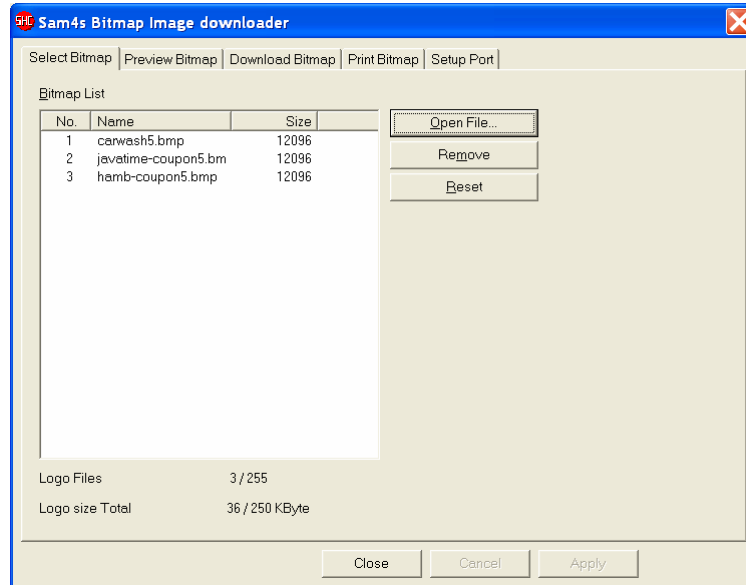 SHC Sam4s Bitmap Image downloader
Select Bitmap Preview Bitmap Download Bitmap Print Bitmap Setup Port
Bitmap List
No. Name Size
1 carwash5.bmp 12096
2 javatime-coupon5.bm 12096
3 hamb-coupon5.bmp 12096
Open File...
Remove
Reset
Logo Files 3 / 255
Logo size Total 36 / 250 KByte
Close Cancel Apply